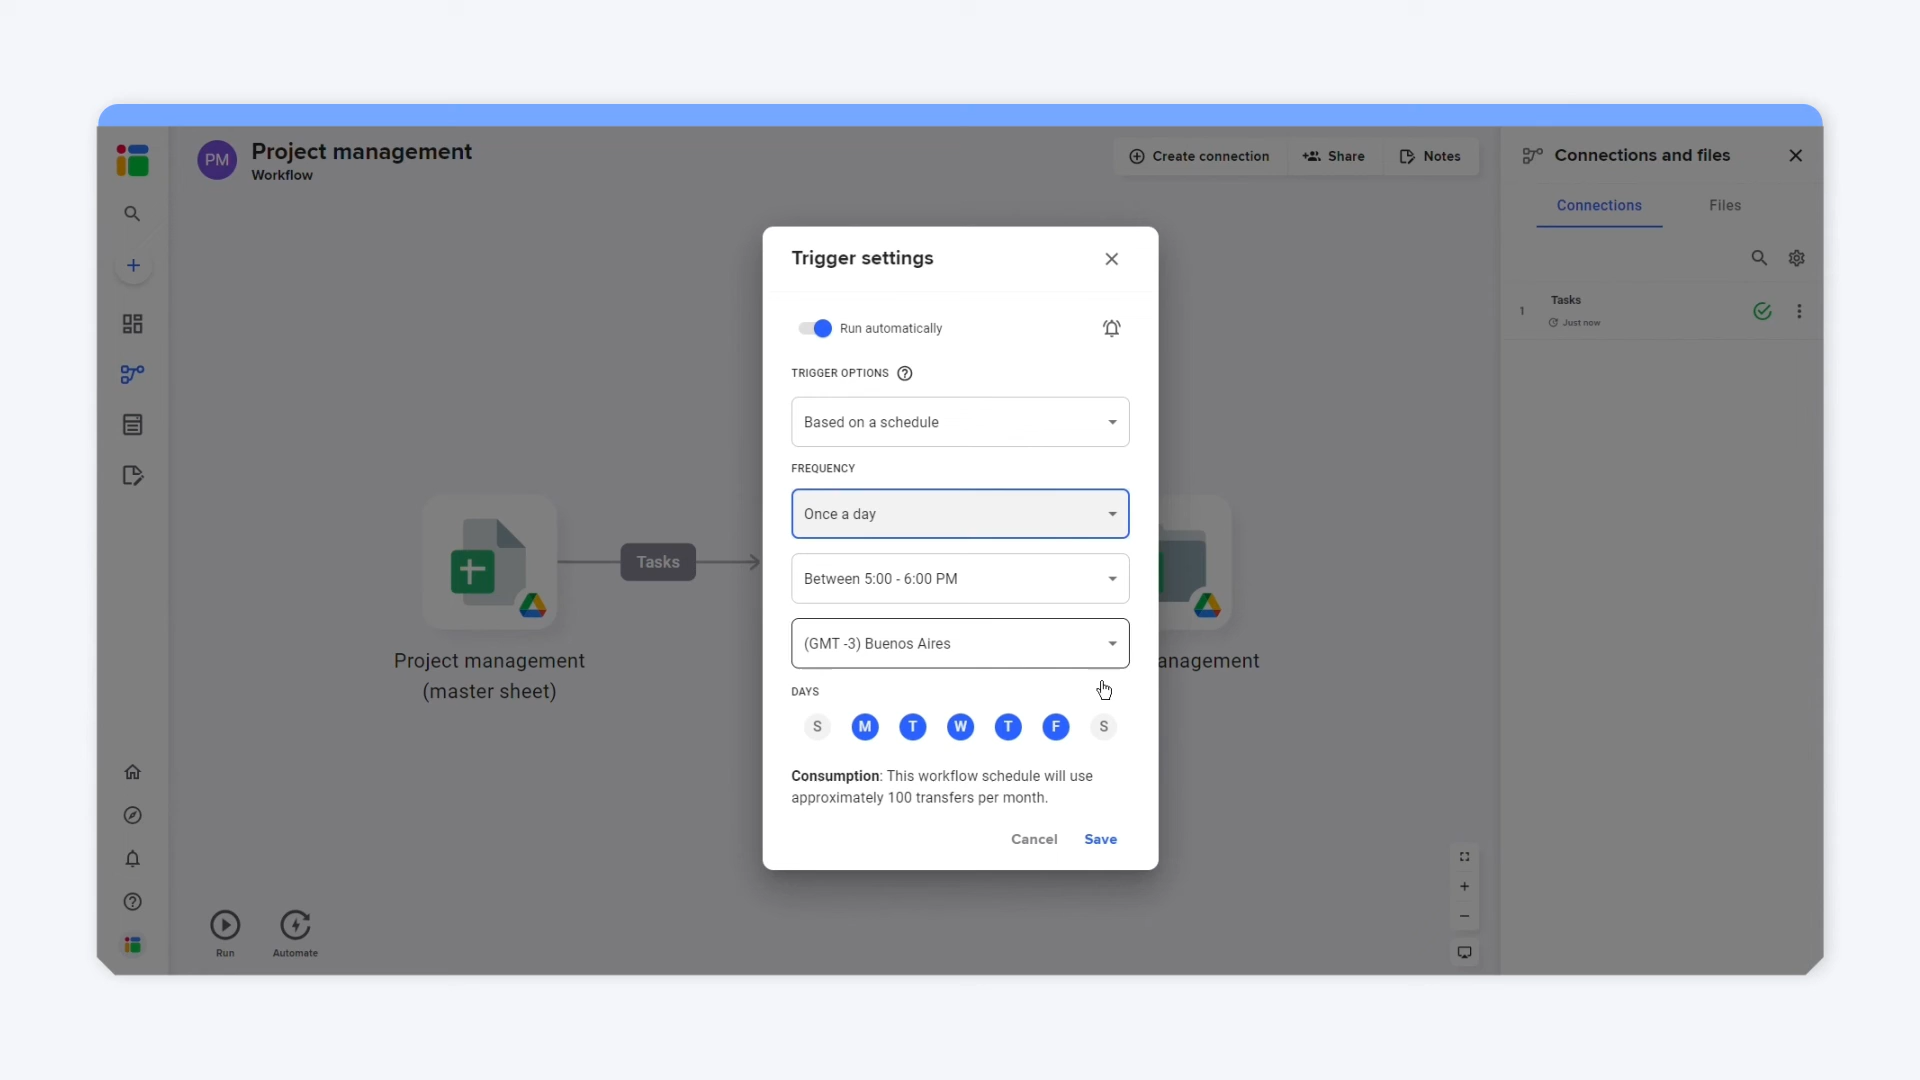 PM
Project management
Workflow
Create connection
Share
Notes
Connections and files
Connections
Files
1
Tasks
Just now
Trigger settings
Run automatically
TRIGGER OPTIONS
Based on a schedule
FREQUENCY
Once a day
Between 5:00 - 6:00 PM
(GMT -3) Buenos Aires
DAYS
S M T W T F S
Consumption: This workflow schedule will use
approximately 100 transfers per month.
Cancel Save
Tasks
Project management
(master sheet)
anagement
Run
Automate